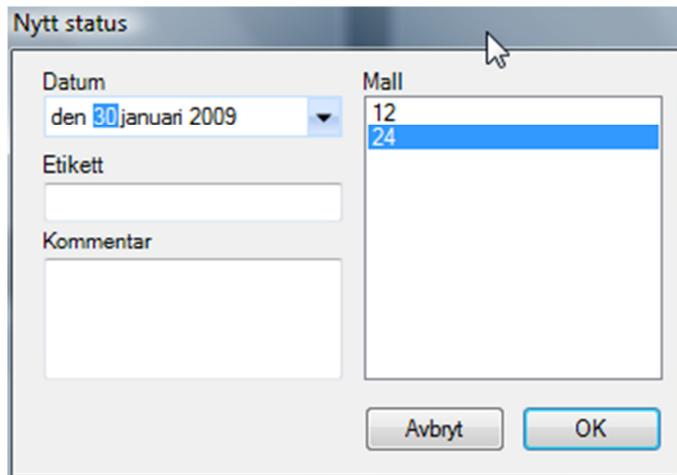 Nytt status
Datum
den 30 januari 2009
Etikett
Kommentar
Mall
12
24
Avbryt
OK